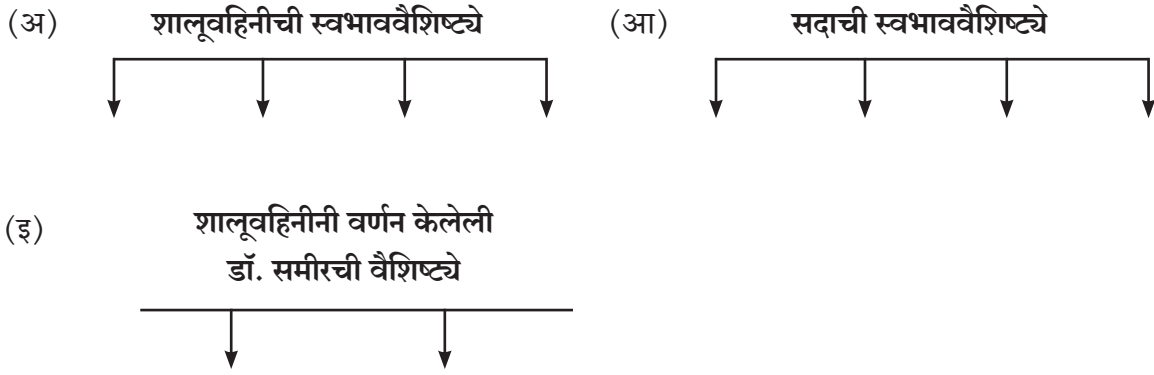 (अ) शालूवहिनीची स्वभाववैशिष्ट्ये
(आ) सदाची स्वभाववैशिष्ट्ये
(इ) शालूवहिनीनी वर्णन केलेली
डॉ. समीरची वैशिष्ट्ये